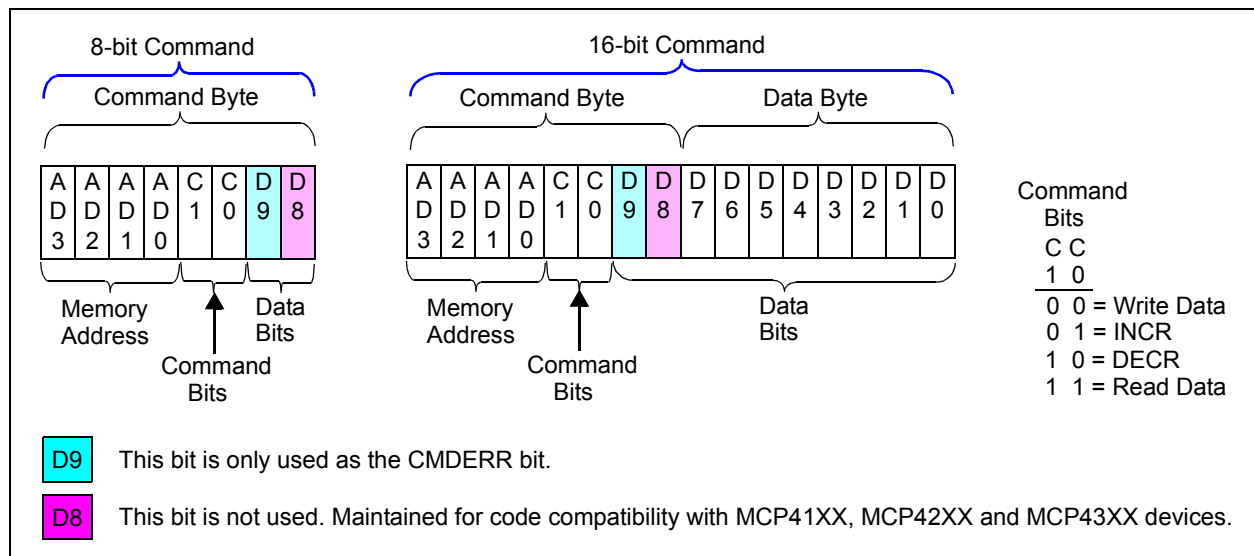 8-bit Command
16-bit Command
Command Byte
Command Byte
Data Byte
A A A A C C D D
D D D D 1 0 9 8
3 2 1 0
A A A A C C D D D D D D D D D D
D D D D 1 0 9 8 7 6 5 4 3 2 1 0
3 2 1 0
Memory
Address
Command
Bits
Data
Bits
Memory
Address
Command
Bits
Data
Bits
Command
Bits
C C
1 0
0 0 = Write Data
0 1 = INCR
1 0 = DECR
1 1 = Read Data
D9 This bit is only used as the CMDERR bit.
D8 This bit is not used. Maintained for code compatibility with MCP41XX, MCP42XX and MCP43XX devices.